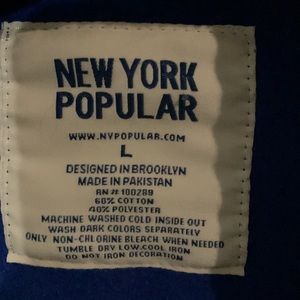 NEW YORK
POPULAR
WWW.NYPOPULAR.COM
L
DESIGNED IN BROOKLYN
MADE IN PAKISTAN
RN # 100289
60% COTTON
40% POLYESTER
MACHINE WASHED COLD INSIDE OUT
WASH DARK COLORS SEPARATELY
ONLY NON-CHLORINE BLEACH WHEN NEEDED
TUMBLE DRY LOW.COOL IRON
DO NOT IRON DECORATION